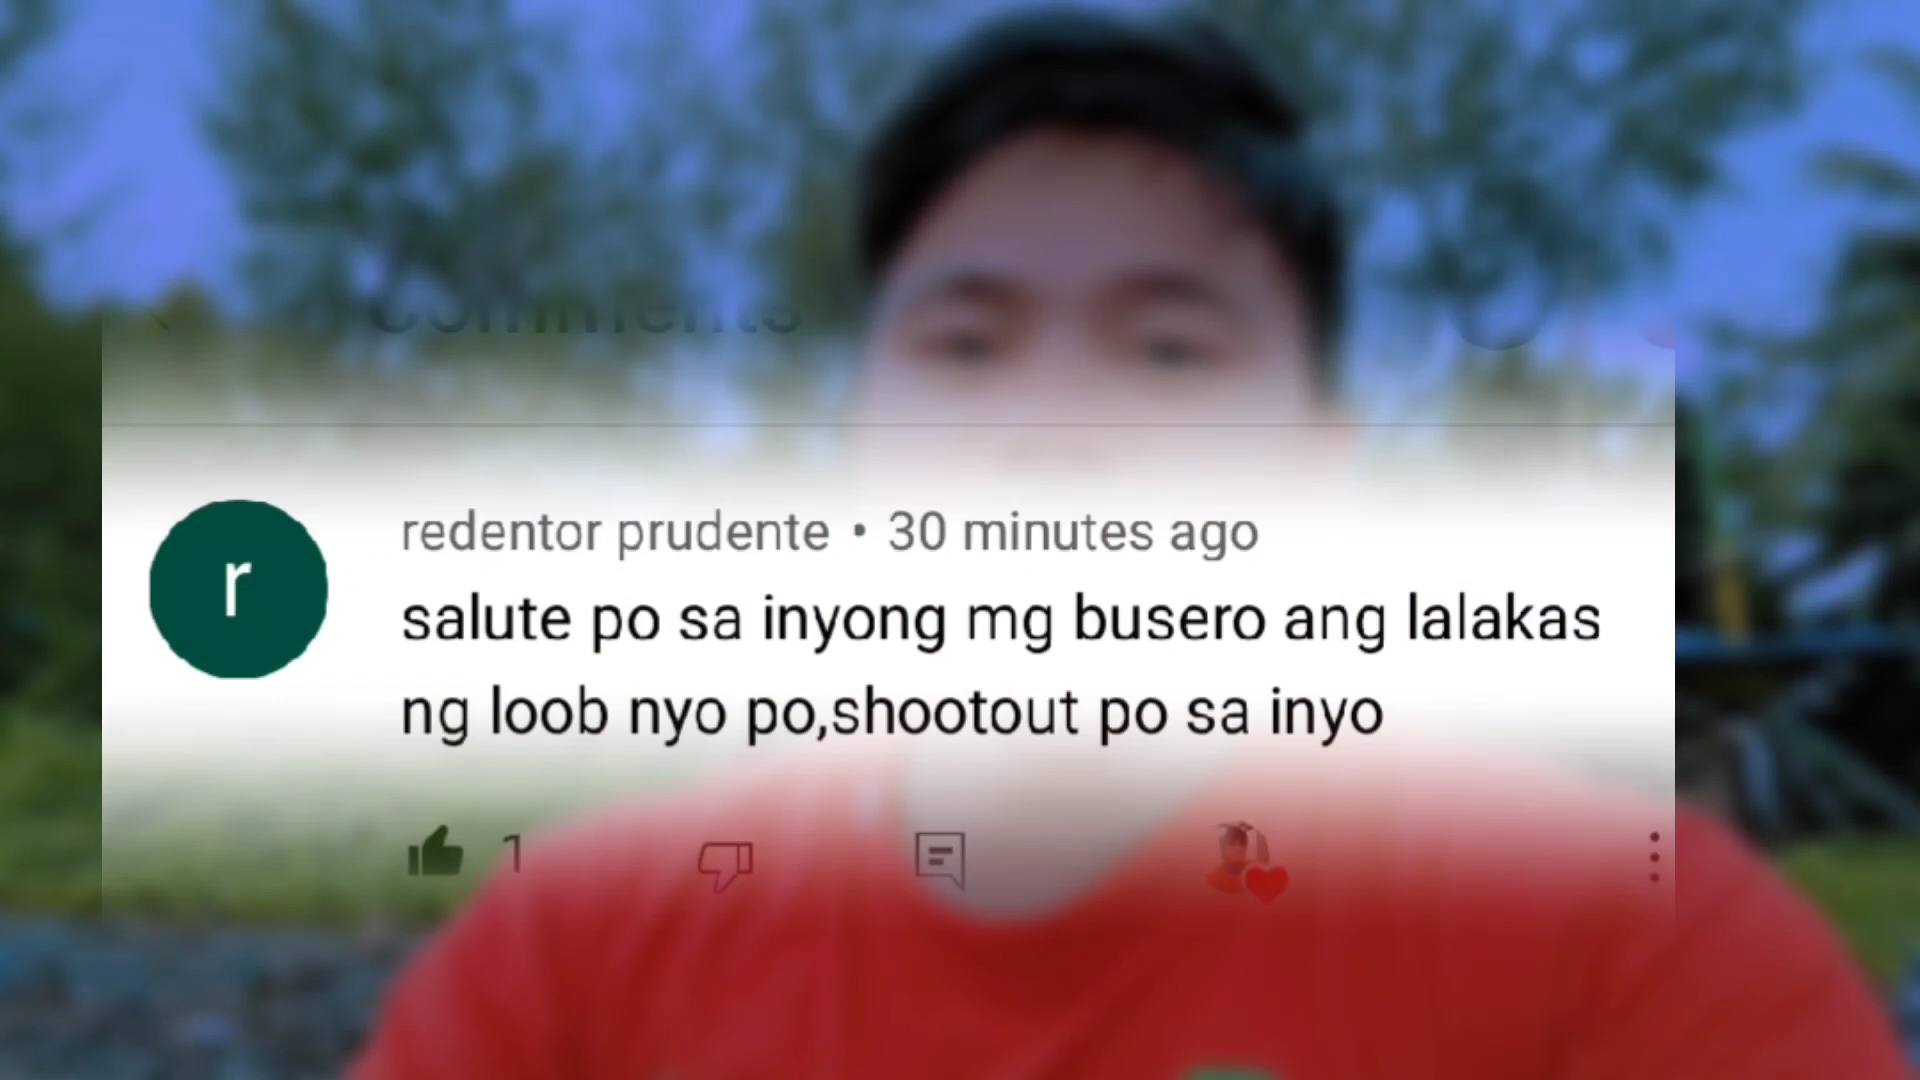 Comments
r
redentor prudente • 30 minutes ago
salute po sa inyong mg busero ang lalakas
ng loob nyo po,shootout po sa inyo
1